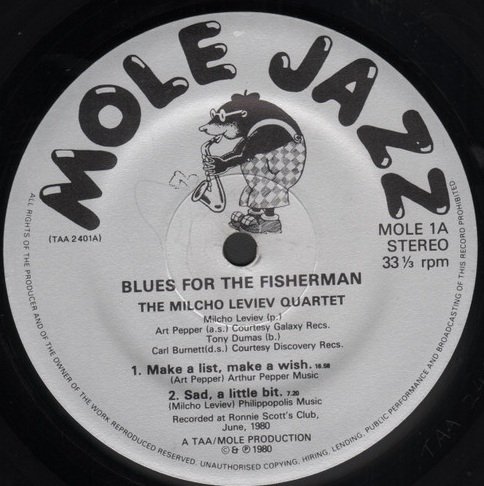 MOLE JAZZ
(TAA 2401A)
MOLE 1A
STEREO
33 ⅓ rpm
BLUES FOR THE FISHERMAN
THE MILCHO LEVIEV QUARTET
Milcho Leviev (p.)
Art Pepper (a.s.) Courtesy Galaxy Recs.
Tony Dumas (b.)
Carl Burnett(d.s.) Courtesy Discovery Recs.
1. Make a list, make a wish. 16.58
(Art Pepper) Arthur Pepper Music
2. Sad, a little bit. 7.20
(Milcho Leviev) Philippopolis Music
Recorded at Ronnie Scott's Club,
June, 1980
A TAA/MOLE PRODUCTION
© & ℗ 1980
ALL RIGHTS OF THE PRODUCER AND OF THE OWNER OF THE WORK REPRODUCED RESERVED. UNAUTHORISED COPYING, HIRING, LENDING, PUBLIC PERFORMANCE AND BROADCASTING OF THIS RECORD PROHIBITED